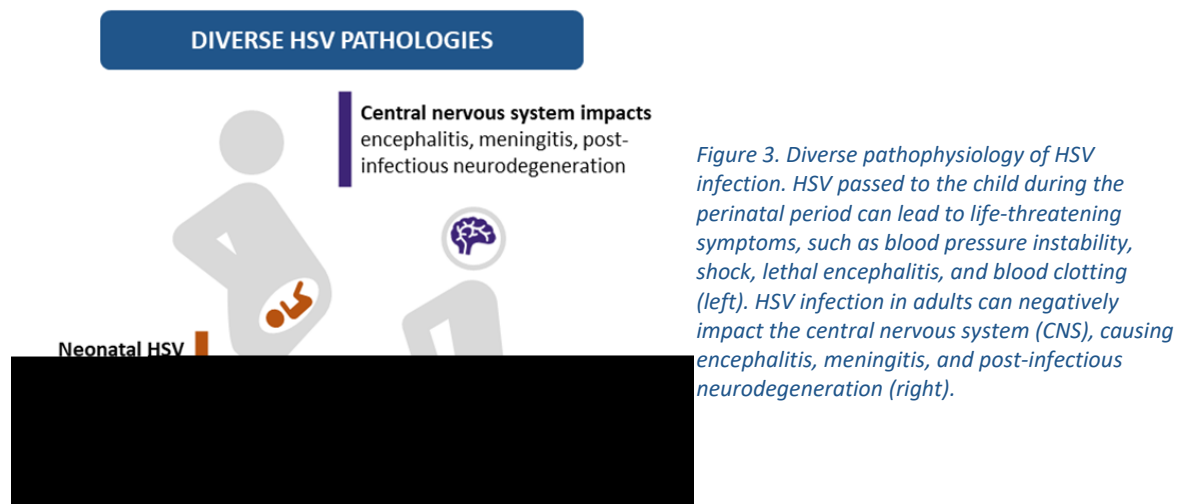 DIVERSE HSV PATHOLOGIES
Central nervous system impacts
encephalitis, meningitis, post-
infectious neurodegeneration
Neonatal HSV
Figure 3. Diverse pathophysiology of HSV
infection. HSV passed to the child during the
perinatal period can lead to life-threatening
symptoms, such as blood pressure instability,
shock, lethal encephalitis, and blood clotting
(left). HSV infection in adults can negatively
impact the central nervous system (CNS), causing
encephalitis, meningitis, and post-infectious
neurodegeneration (right).